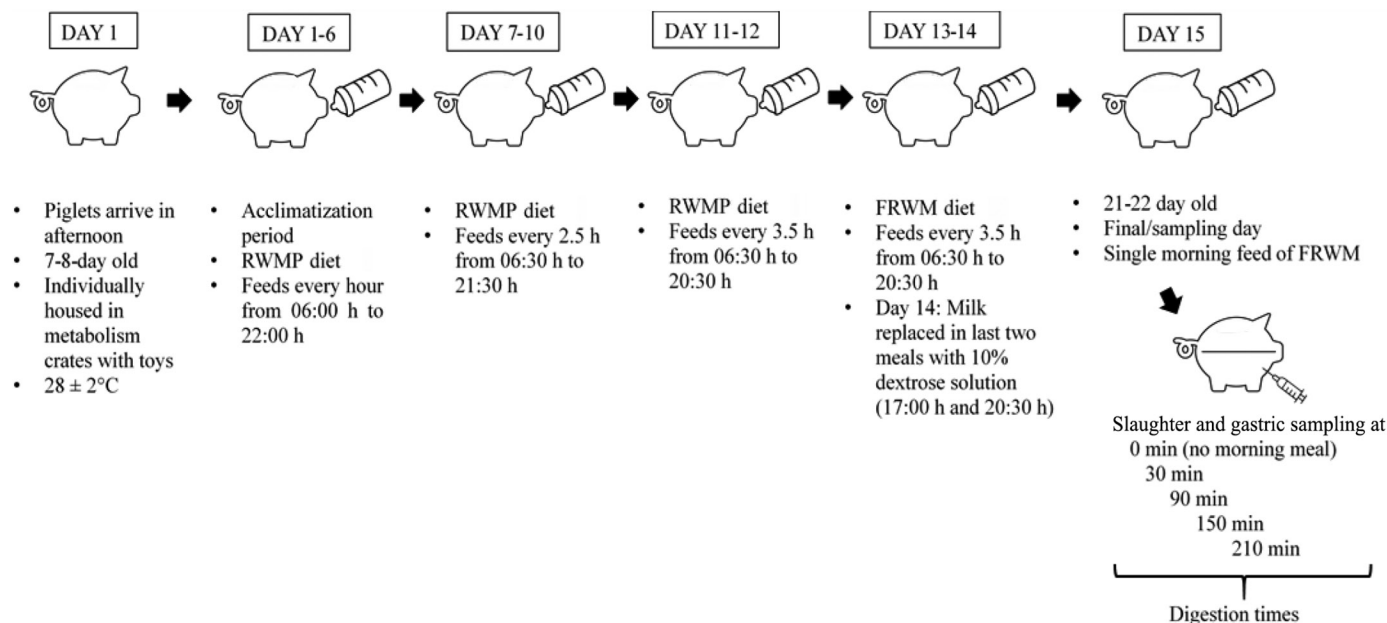 DAY 1
Piglets arrive in
afternoon
7-8-day old
Individually
housed in
metabolism
crates with toys
28 ± 2°C
DAY 1-6
Acclimatization
period
RWMP diet
Feeds every hour
from 06:00 h to
22:00 h
DAY 7-10
RWMP diet
Feeds every 2.5 h
from 06:30 h to
21:30 h
DAY 11-12
RWMP diet
Feeds every 3.5 h
from 06:30 h to
20:30 h
DAY 13-14
FRWM diet
Feeds every 3.5 h
from 06:30 h to
20:30 h
Day 14: Milk
replaced in last two
meals with 10%
dextrose solution
(17:00 h and 20:30 h)
DAY 15
21-22 day old
Final/sampling day
Single morning feed of FRWM
Slaughter and gastric sampling at
0 min (no morning meal)
30 min
90 min
150 min
210 min
Digestion times